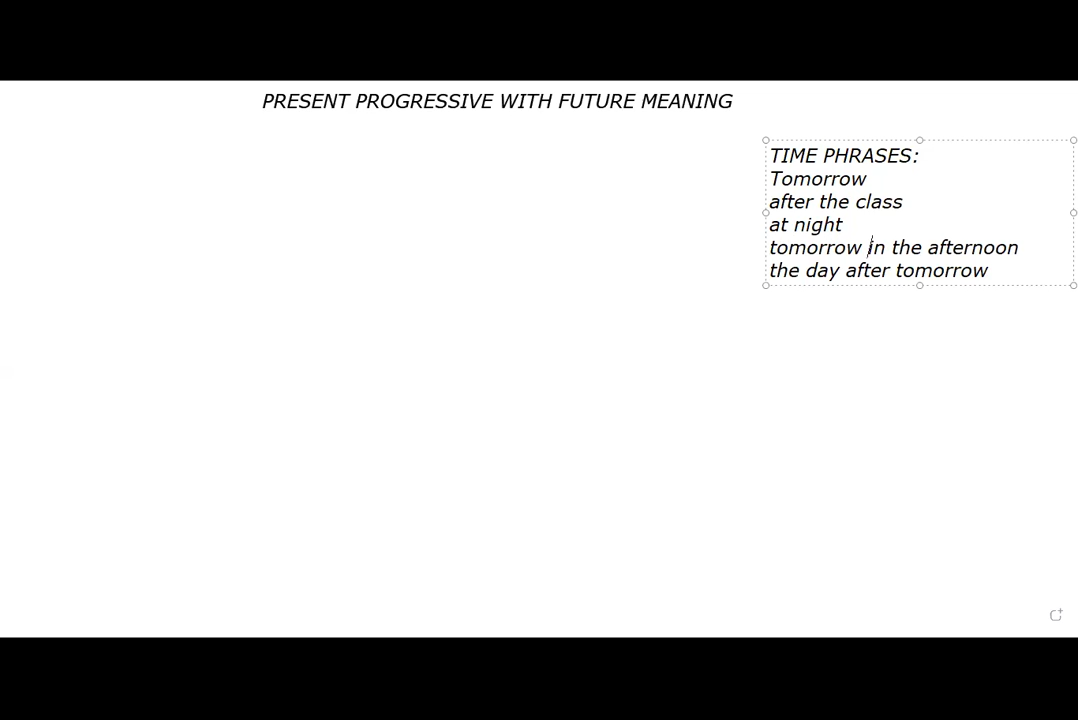 PRESENT PROGRESSIVE WITH FUTURE MEANING
TIME PHRASES:
Tomorrow
after the class
at night
tomorrow in the afternoon
the day after tomorrow